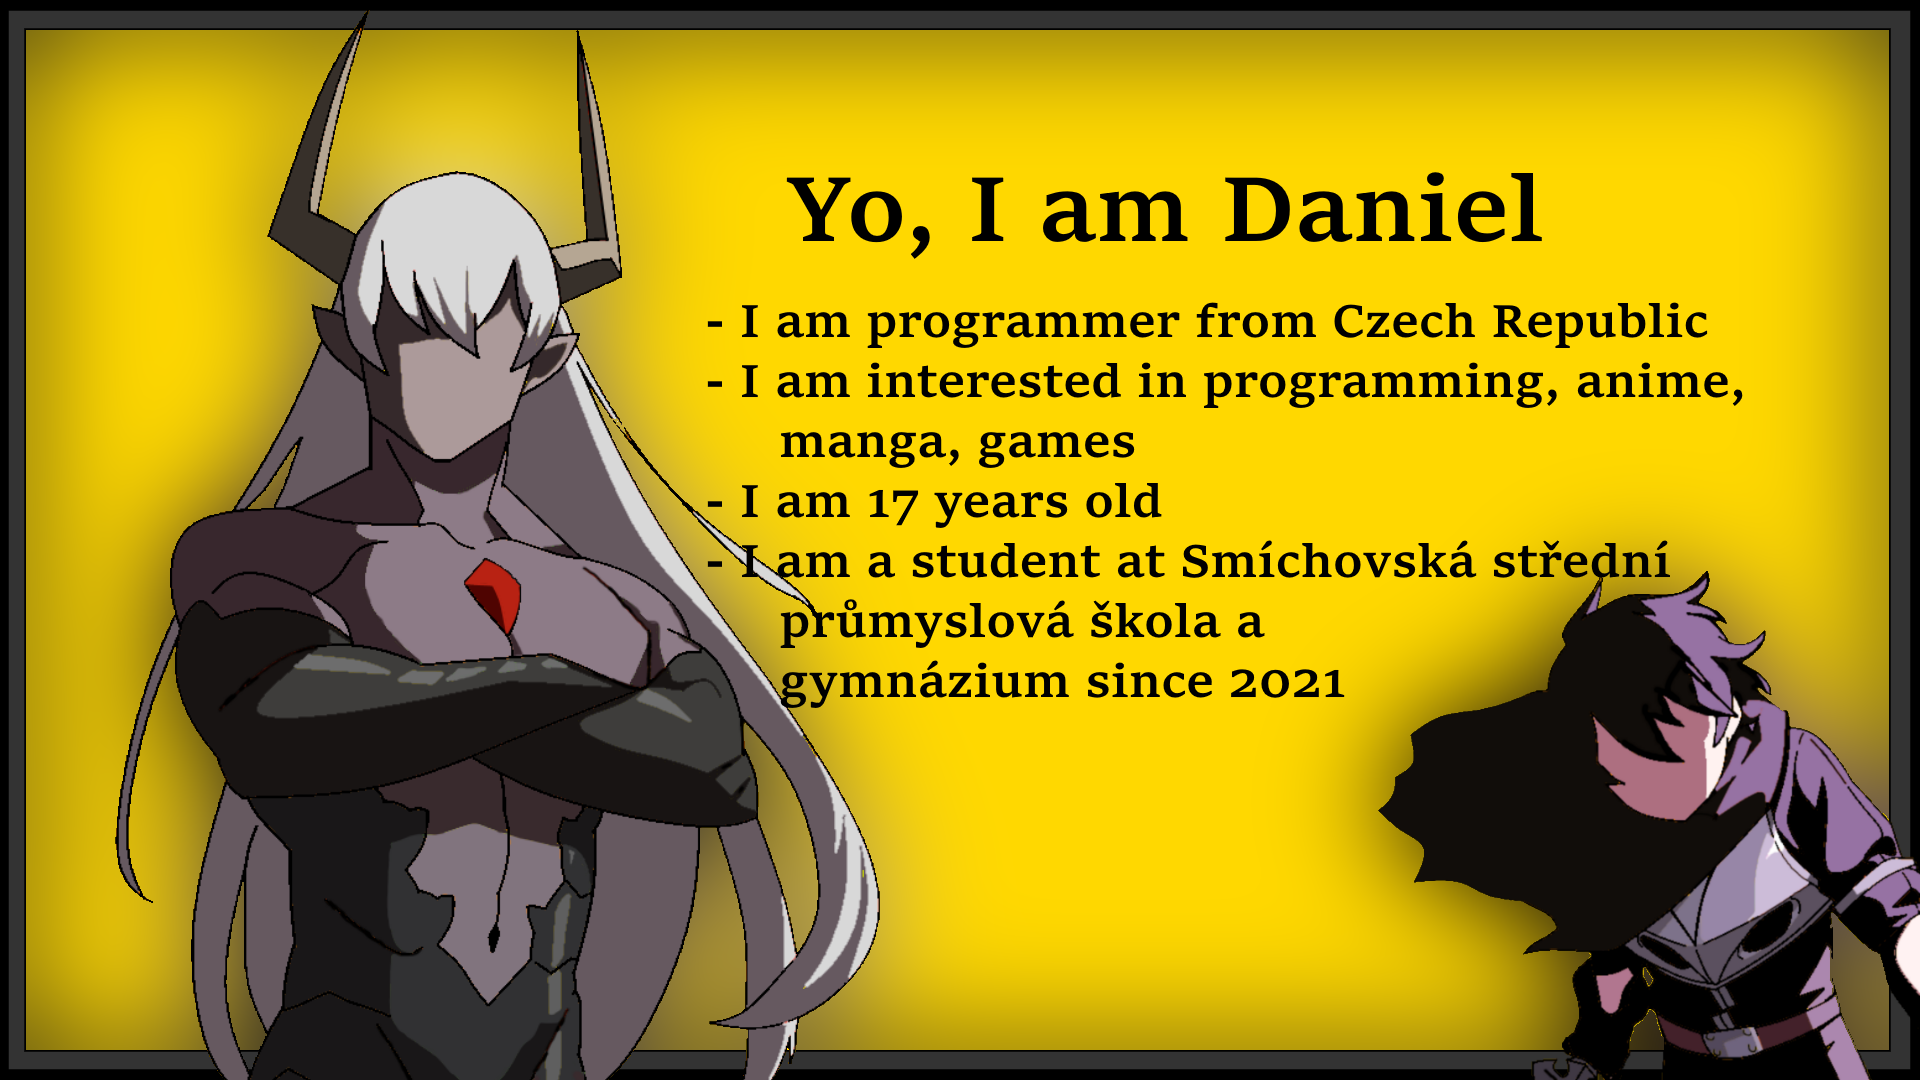 Yo, I am Daniel
- I am programmer from Czech Republic
- I am interested in programming, anime,
manga, games
- I am 17 years old
- I am a student at Smíchovská střední
průmyslová škola a
gymnázium since 2021